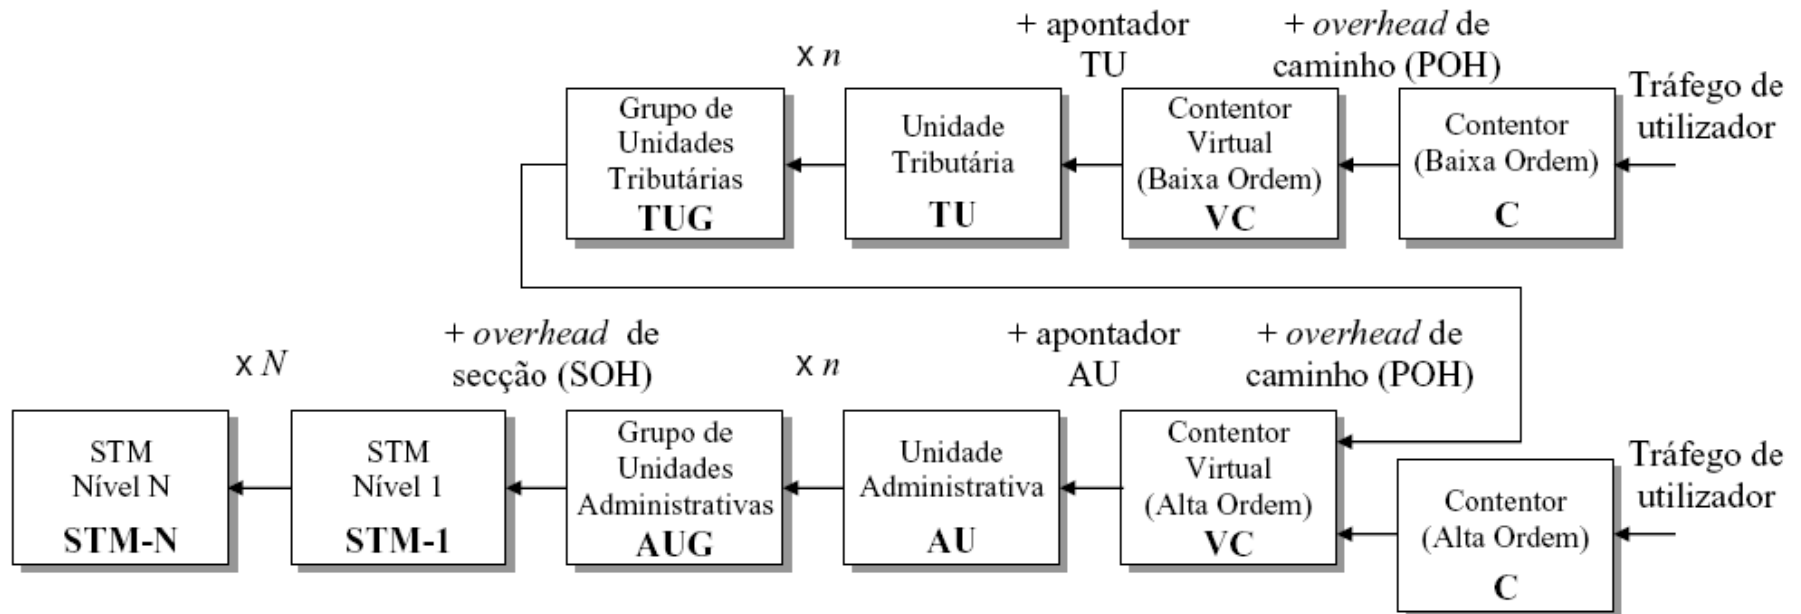 + apontador
TU
+ overhead de
caminho (POH)
x n
Tráfego de
utilizador
Grupo de
Unidades
Tributárias
TUG
Unidade
Tributária
TU
Contentor
Virtual
(Baixa Ordem)
VC
Contentor
(Baixa Ordem)
C
x N
+ overhead de
secção (SOH)
x n
+ apontador
AU
+ overhead de
caminho (POH)
STM
Nível N
STM-N
STM
Nível 1
STM-1
Grupo de
Unidades
Administrativas
AUG
Unidade
Administrativa
AU
Contentor
Virtual
(Alta Ordem)
VC
Contentor
(Alta Ordem)
C
Tráfego de
utilizador